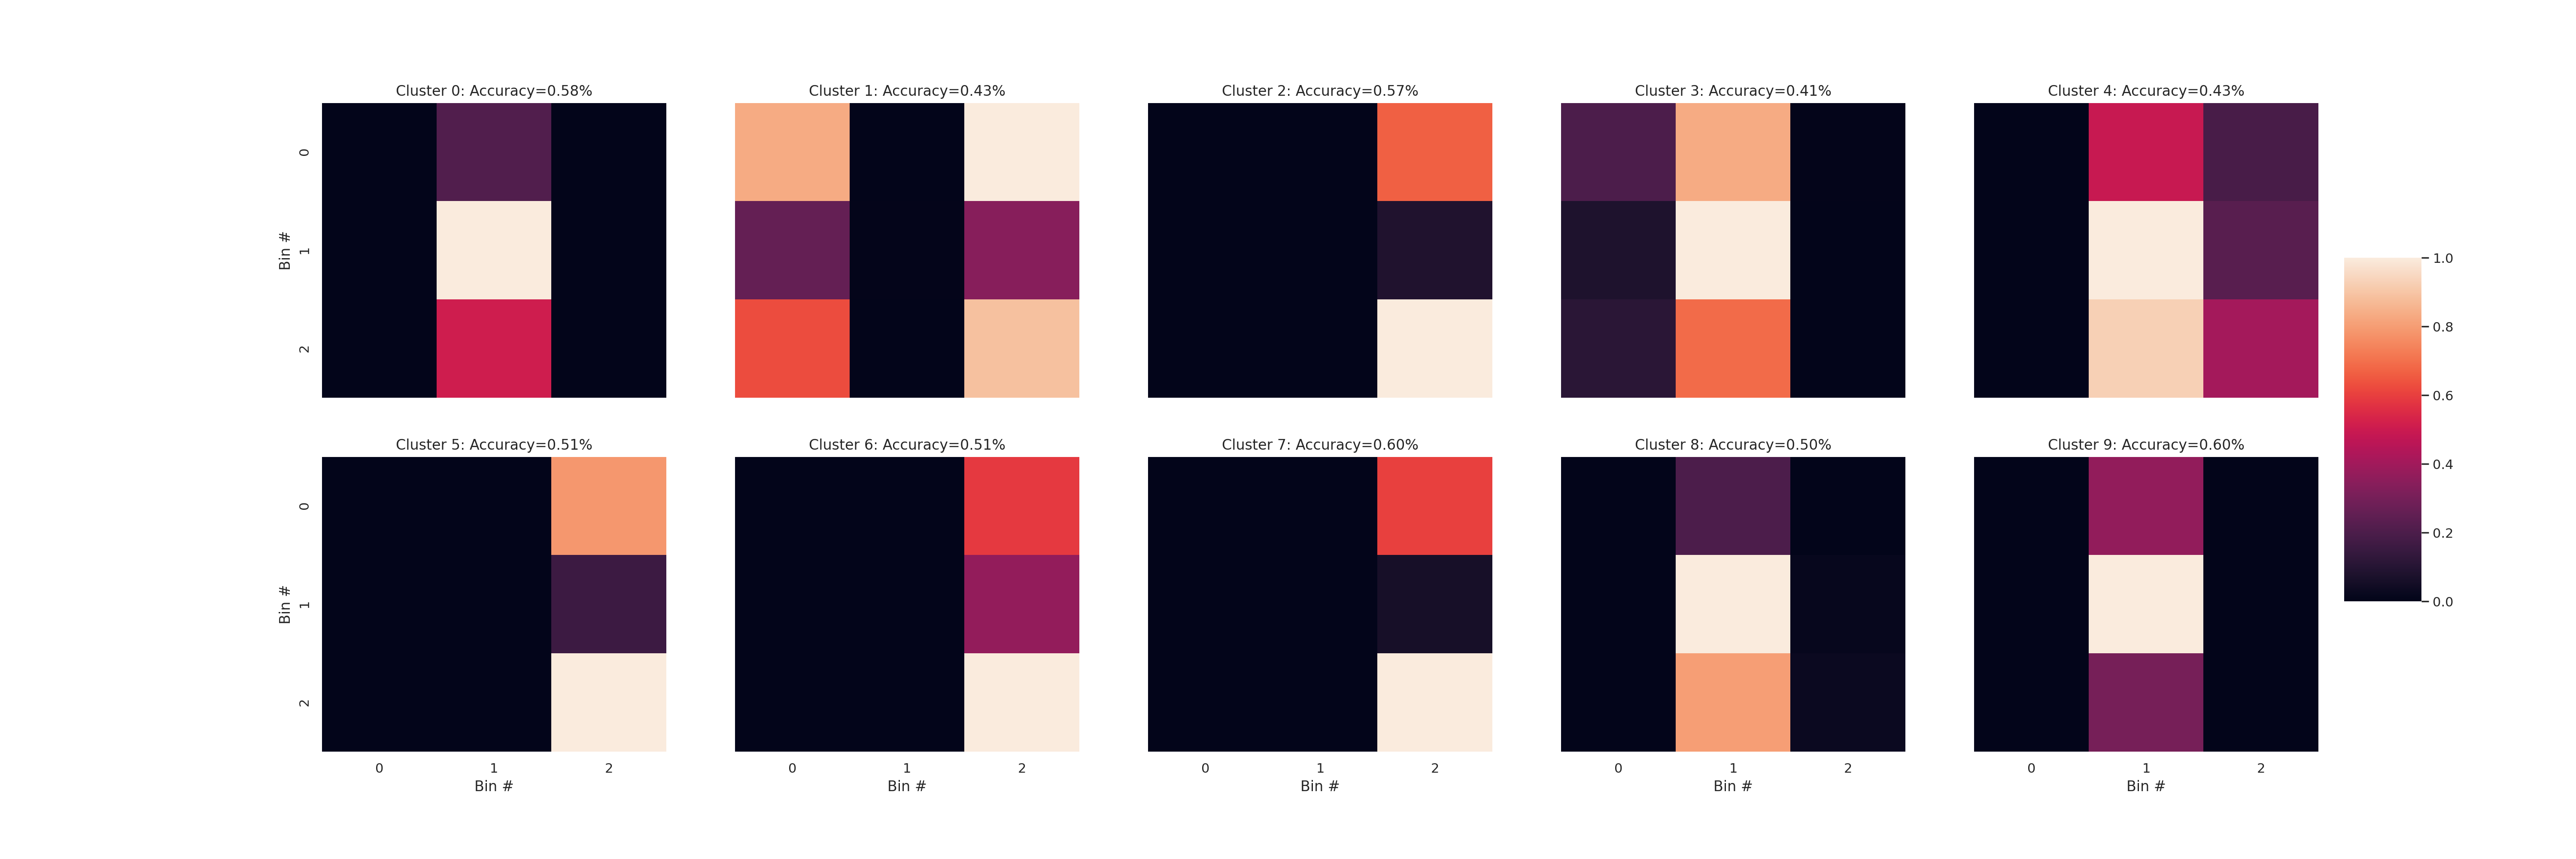 Cluster 0: Accuracy=0.58%
Cluster 1: Accuracy=0.43%
Cluster 2: Accuracy=0.57%
Cluster 3: Accuracy=0.41%
Cluster 4: Accuracy=0.43%
Bin #
0
1
2
Cluster 5: Accuracy=0.51%
Cluster 6: Accuracy=0.51%
Cluster 7: Accuracy=0.60%
Cluster 8: Accuracy=0.50%
Cluster 9: Accuracy=0.60%
Bin #
0
1
2
0 1 2
Bin #
0 1 2
Bin #
0 1 2
Bin #
0 1 2
Bin #
0 1 2
Bin #
1.0
0.8
0.6
0.4
0.2
0.0